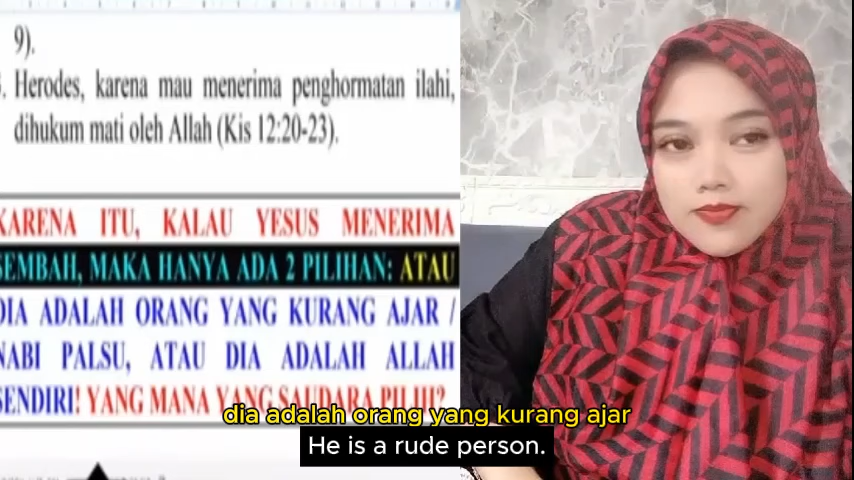 9).
Herodes, karena mau menerima penghormatan ilahi,
dihukum mati oleh Allah (Kis 12:20-23).
KARENA ITU, KALAU YESUS MENERIMA
SEMBAH, MAKA HANYA ADA 2 PILIHAN: ATAU
DIA ADALAH ORANG YANG KURANG AJAR /
NABI PALSU, ATAU DIA ADALAH ALLAH
SENDIRI! YANG MANA YANG SAUDARA PILIH?
dia adalah orang yang kurang ajar
He is a rude person.